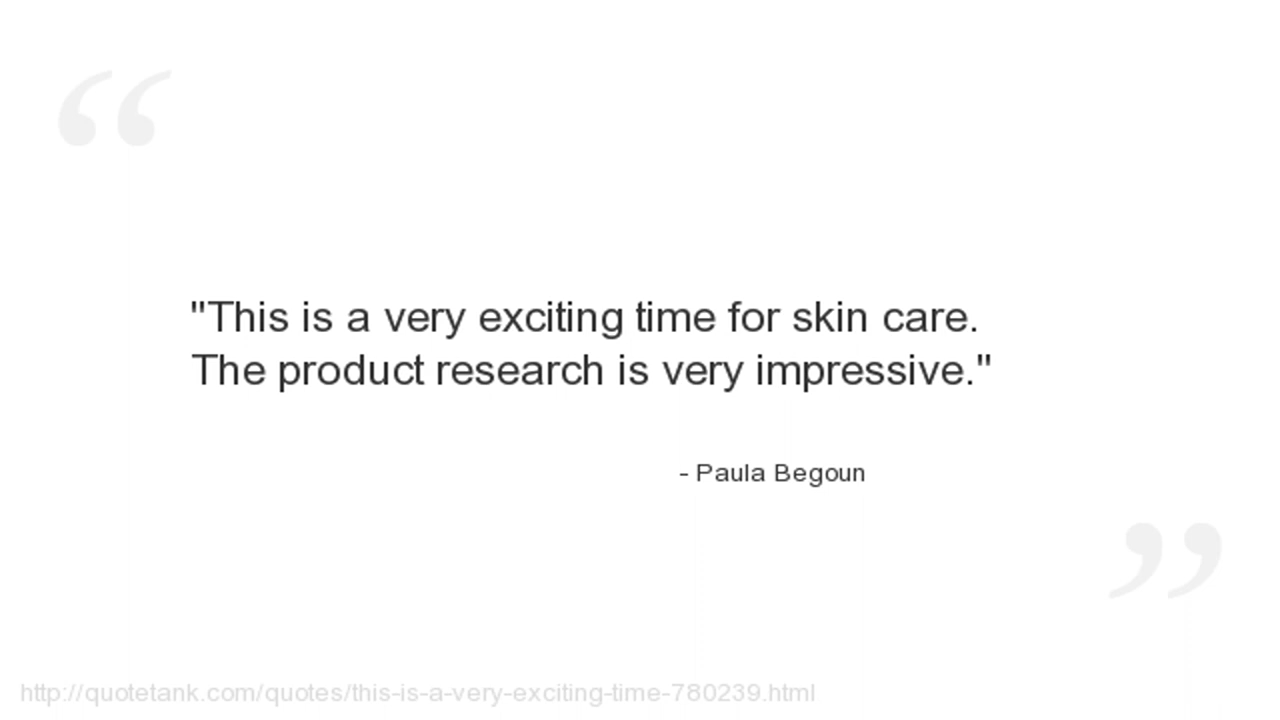 "This is a very exciting time for skin care.
The product research is very impressive."
- Paula Begoun
http://quotetank.com/quotes/this-is-a-very-exciting-time-780239.html